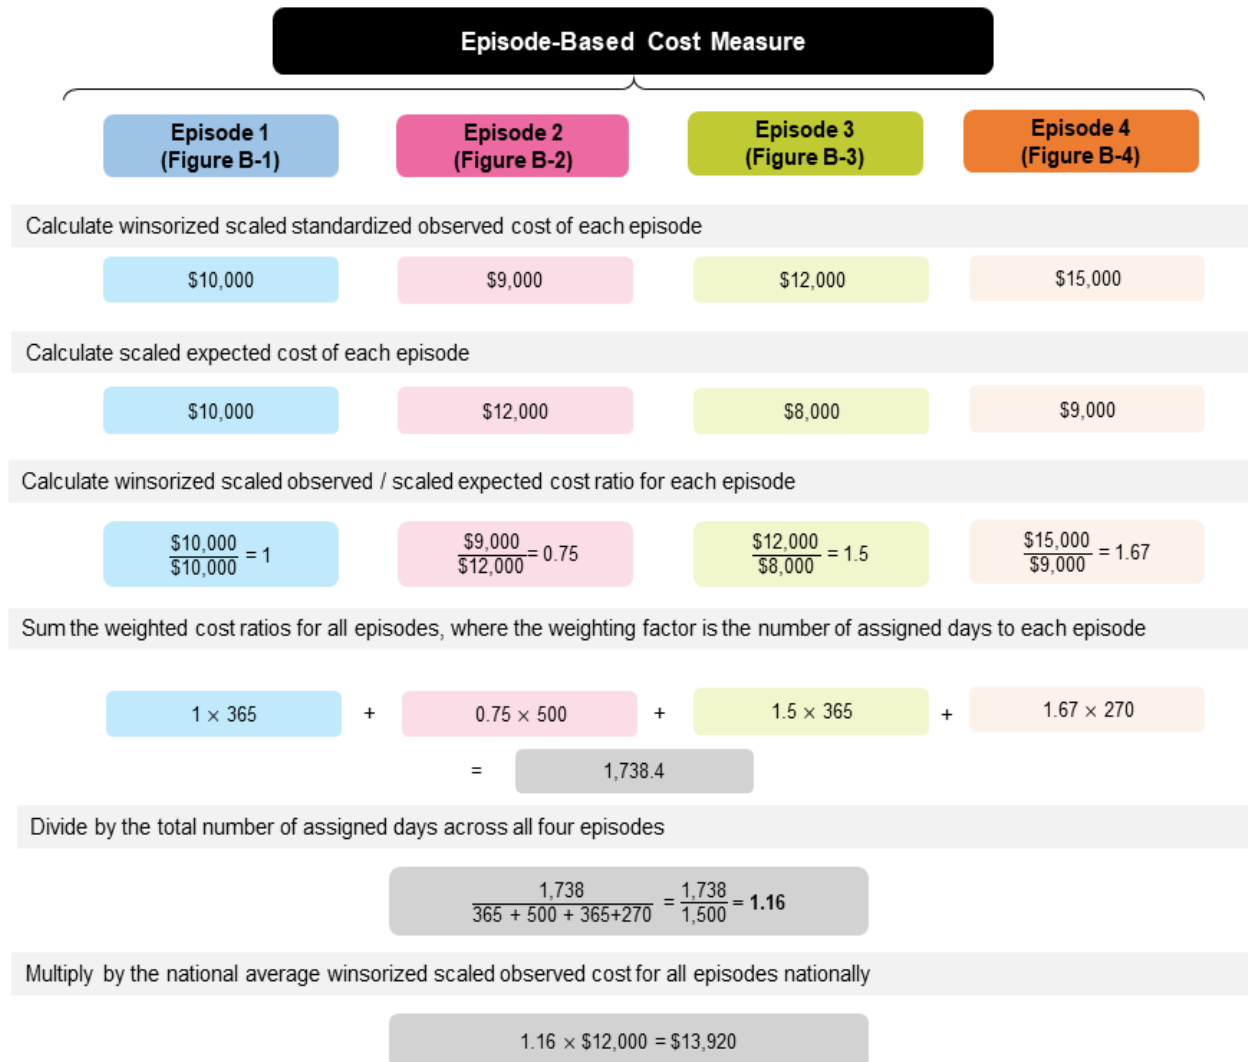 Episode-Based Cost Measure
Episode 1
(Figure B-1)
Episode 2
(Figure B-2)
Episode 3
(Figure B-3)
Episode 4
(Figure B-4)
Calculate winsorized scaled standardized observed cost of each episode
$10,000
$9,000
$12,000
$15,000
Calculate scaled expected cost of each episode
$10,000
$12,000
$8,000
$9,000
Calculate winsorized scaled observed / scaled expected cost ratio for each episode
$10,000
$10,000
= 1
$9,000
$12,000
= 0.75
$12,000
$8,000
= 1.5
$15,000
$9,000
= 1.67
Sum the weighted cost ratios for all episodes, where the weighting factor is the number of assigned days to each episode
1 × 365
+
0.75 × 500
+
1.5 × 365
+
1.67 × 270
=
1,738.4
Divide by the total number of assigned days across all four episodes
1,738
365 + 500 + 365+270
=
1,738
1,500
= 1.16
Multiply by the national average winsorized scaled observed cost for all episodes nationally
1.16 × $12,000 = $13,920